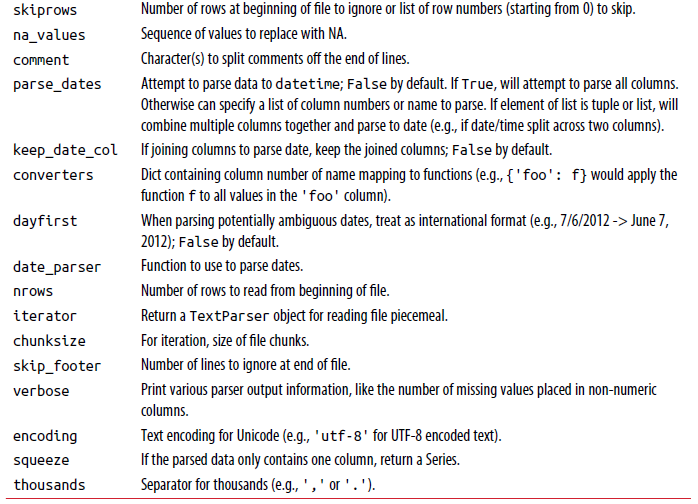 skiprows Number of rows at beginning of file to ignore or list of row numbers (starting from 0) to skip.
na_values Sequence of values to replace with NA.
comment Character(s) to split comments off the end of lines.
parse_dates Attempt to parse data to datetime; False by default. If True, will attempt to parse all columns.
Otherwise can specify a list of column numbers or name to parse. If element of list is tuple or list, will
combine multiple columns together and parse to date (e.g., if date/time split across two columns).
keep_date_col If joining columns to parse date, keep the joined columns; False by default.
converters Dict containing column number of name mapping to functions (e.g., {'foo': f} would apply the
function f to all values in the 'foo' column).
dayfirst When parsing potentially ambiguous dates, treat as international format (e.g., 7/6/2012 -> June 7,
2012); False by default.
date_parser Function to use to parse dates.
nrows Number of rows to read from beginning of file.
iterator Return a TextParser object for reading file piecemeal.
chunksize For iteration, size of file chunks.
skip_footer Number of lines to ignore at end of file.
verbose Print various parser output information, like the number of missing values placed in non-numeric
columns.
encoding Text encoding for Unicode (e.g., 'utf-8' for UTF-8 encoded text).
squeeze If the parsed data only contains one column, return a Series.
thousands Separator for thousands (e.g., ',' or '.').